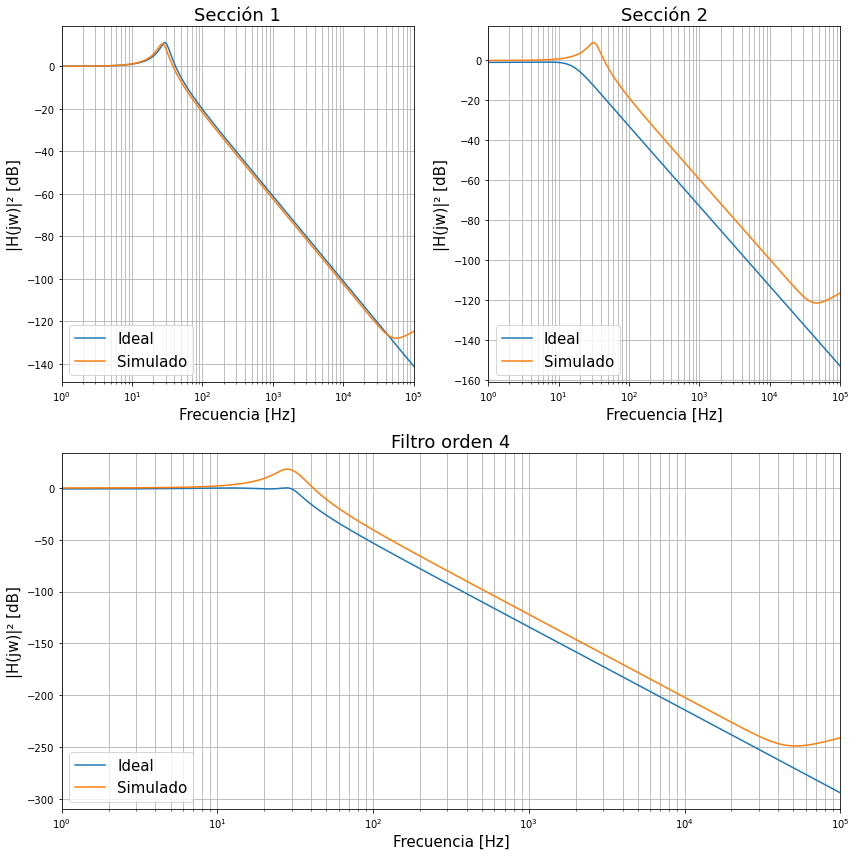 Sección 1
|H(jw)|² [dB]
0
−20
−40
−60
−80
−100
−120
−140
Ideal
Simulado
10⁰ 10¹ 10² 10³ 10⁴ 10⁵
Frecuencia [Hz]
Sección 2
|H(jw)|² [dB]
0
−20
−40
−60
−80
−100
−120
−140
−160
Ideal
Simulado
10⁰ 10¹ 10² 10³ 10⁴ 10⁵
Frecuencia [Hz]
Filtro orden 4
|H(jw)|² [dB]
0
−50
−100
−150
−200
−250
−300
Ideal
Simulado
10⁰ 10¹ 10² 10³ 10⁴ 10⁵
Frecuencia [Hz]